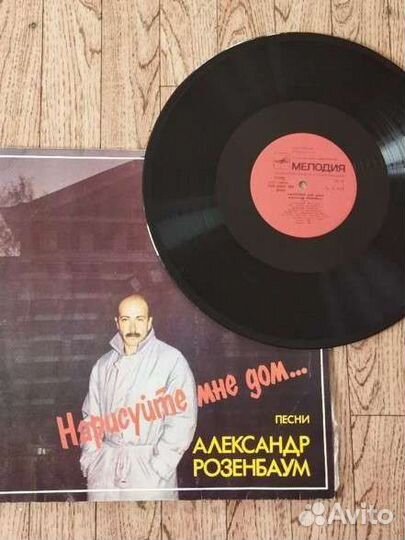 МЕЛОДИЯ
Нарисуйте мне дом...
ПЕСНИ
АЛЕКСАНДР
РОЗЕНБАУМ
Avito